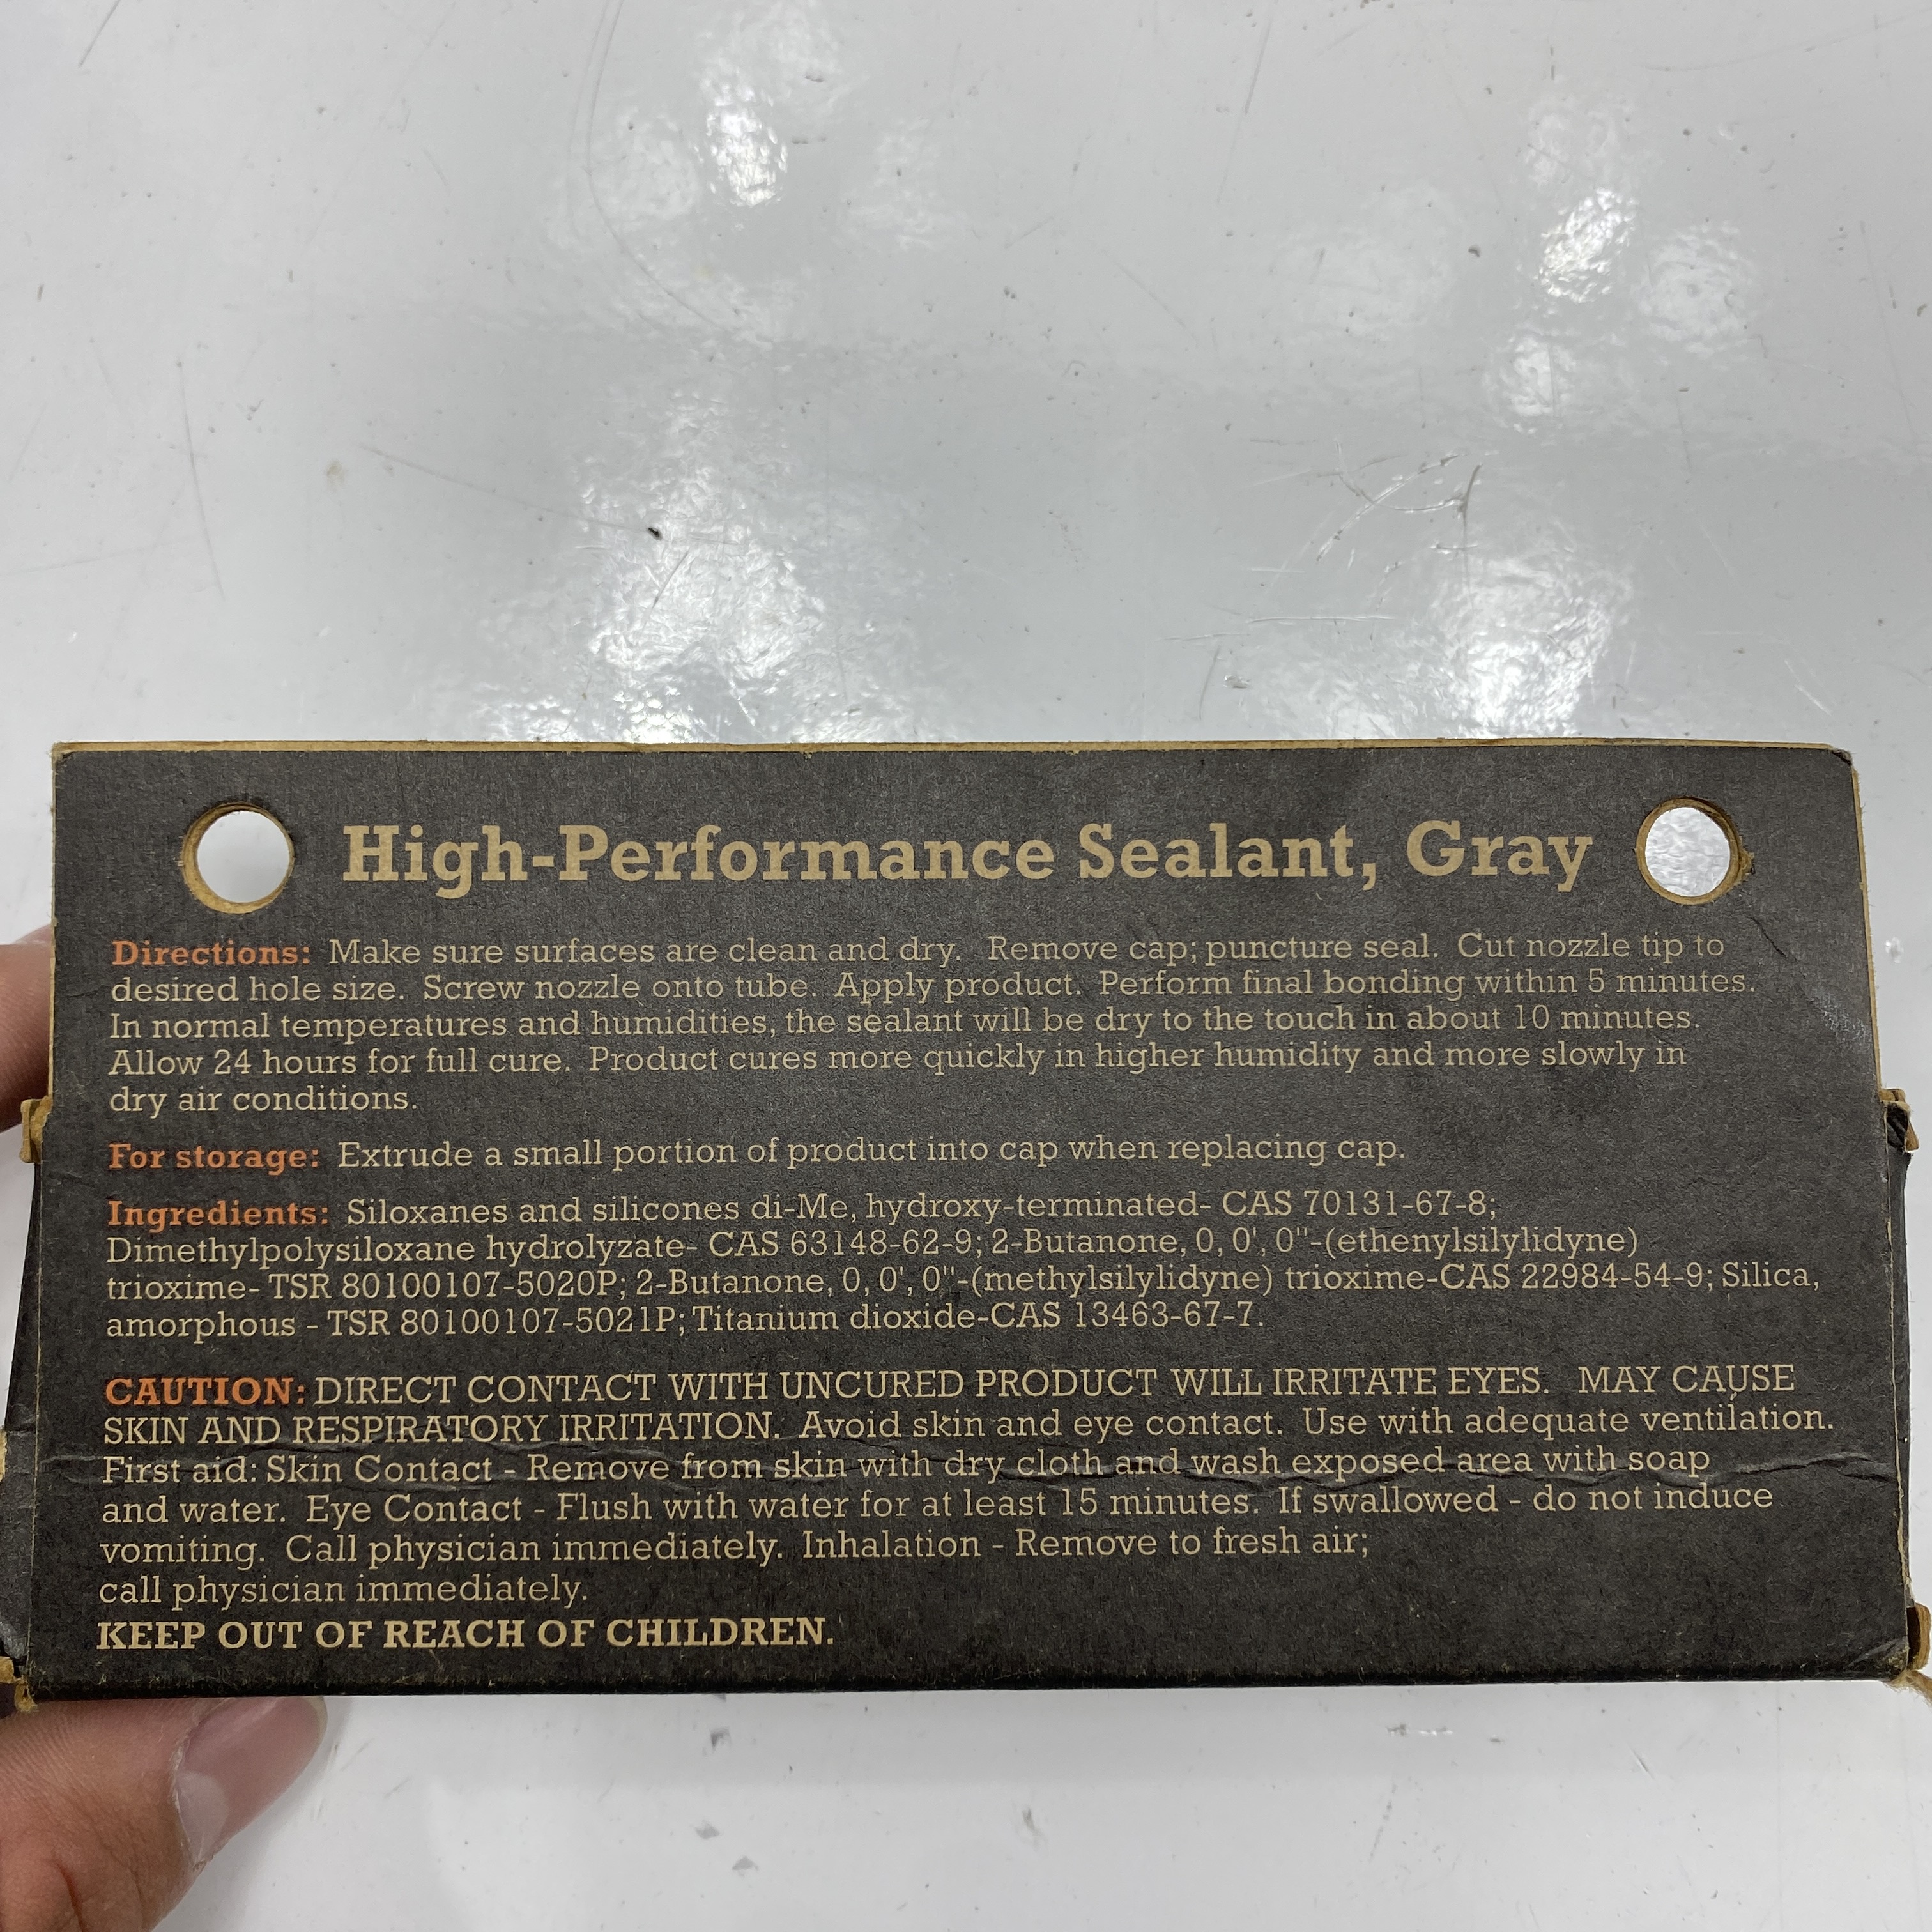 High-Performance Sealant, Gray
Directions: Make sure surfaces are clean and dry. Remove cap; puncture seal. Cut nozzle tip to
desired hole size. Screw nozzle onto tube. Apply product. Perform final bonding within 5 minutes.
In normal temperatures and humidities, the sealant will be dry to the touch in about 10 minutes.
Allow 24 hours for full cure. Product cures more quickly in higher humidity and more slowly in
dry air conditions.
For storage: Extrude a small portion of product into cap when replacing cap.
Ingredients: Siloxanes and silicones di-Me, hydroxy-terminated- CAS 70131-67-8;
Dimethylpolysiloxane hydrolyzate- CAS 63148-62-9; 2-Butanone, 0, 0', 0"-(ethenylsilylidyne)
trioxime- TSR 80100107-5020P; 2-Butanone, 0, 0', 0"-(methylsilylidyne) trioxime-CAS 22984-54-9; Silica,
amorphous - TSR 80100107-5021P; Titanium dioxide-CAS 13463-67-7.
CAUTION: DIRECT CONTACT WITH UNCURED PRODUCT WILL IRRITATE EYES. MAY CAUSE
SKIN AND RESPIRATORY IRRITATION. Avoid skin and eye contact. Use with adequate ventilation.
First aid: Skin Contact - Remove from skin with dry cloth and wash exposed area with soap
and water. Eye Contact - Flush with water for at least 15 minutes. If swallowed - do not induce
vomiting. Call physician immediately. Inhalation - Remove to fresh air;
call physician immediately.
KEEP OUT OF REACH OF CHILDREN.